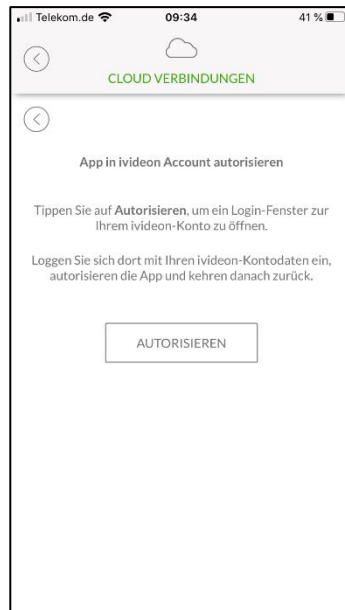 Telekom.de 09:34 41 %
CLOUD VERBINDUNGEN
App in ivideon Account autorisieren
Tippen Sie auf Autorisieren, um ein Login-Fenster zur
Ihrem ivideon-Konto zu öffnen.
Loggen Sie sich dort mit Ihren ivideon-Kontodaten ein,
autorisieren die App und kehren danach zurück.
AUTORISIEREN